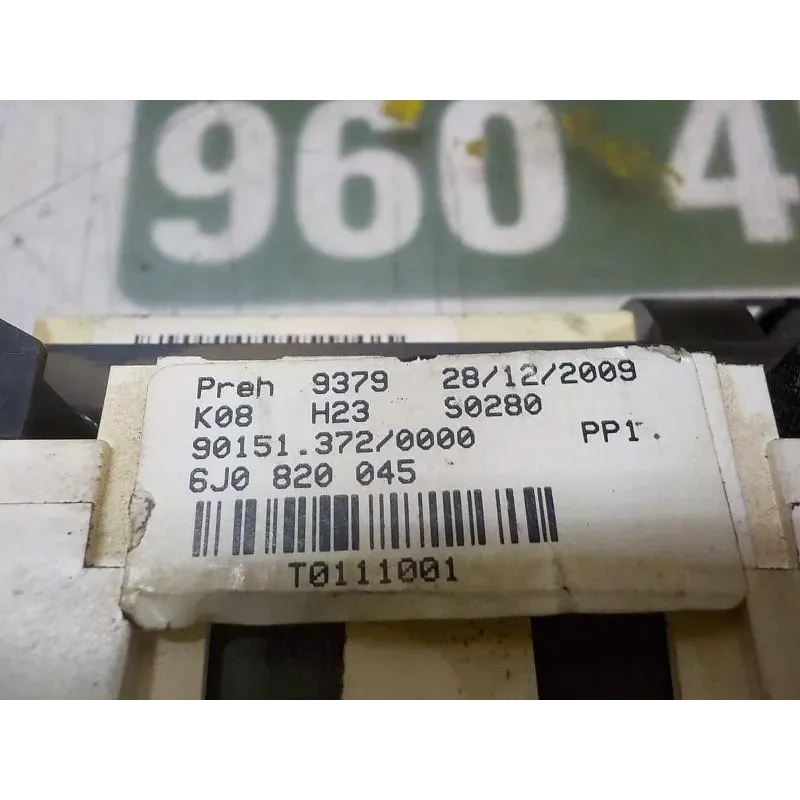 960 4
Preh 9379 28/12/2009
K08 H23 S0280
90151.372/0000 PP1.
6J0 820 045
T0111001